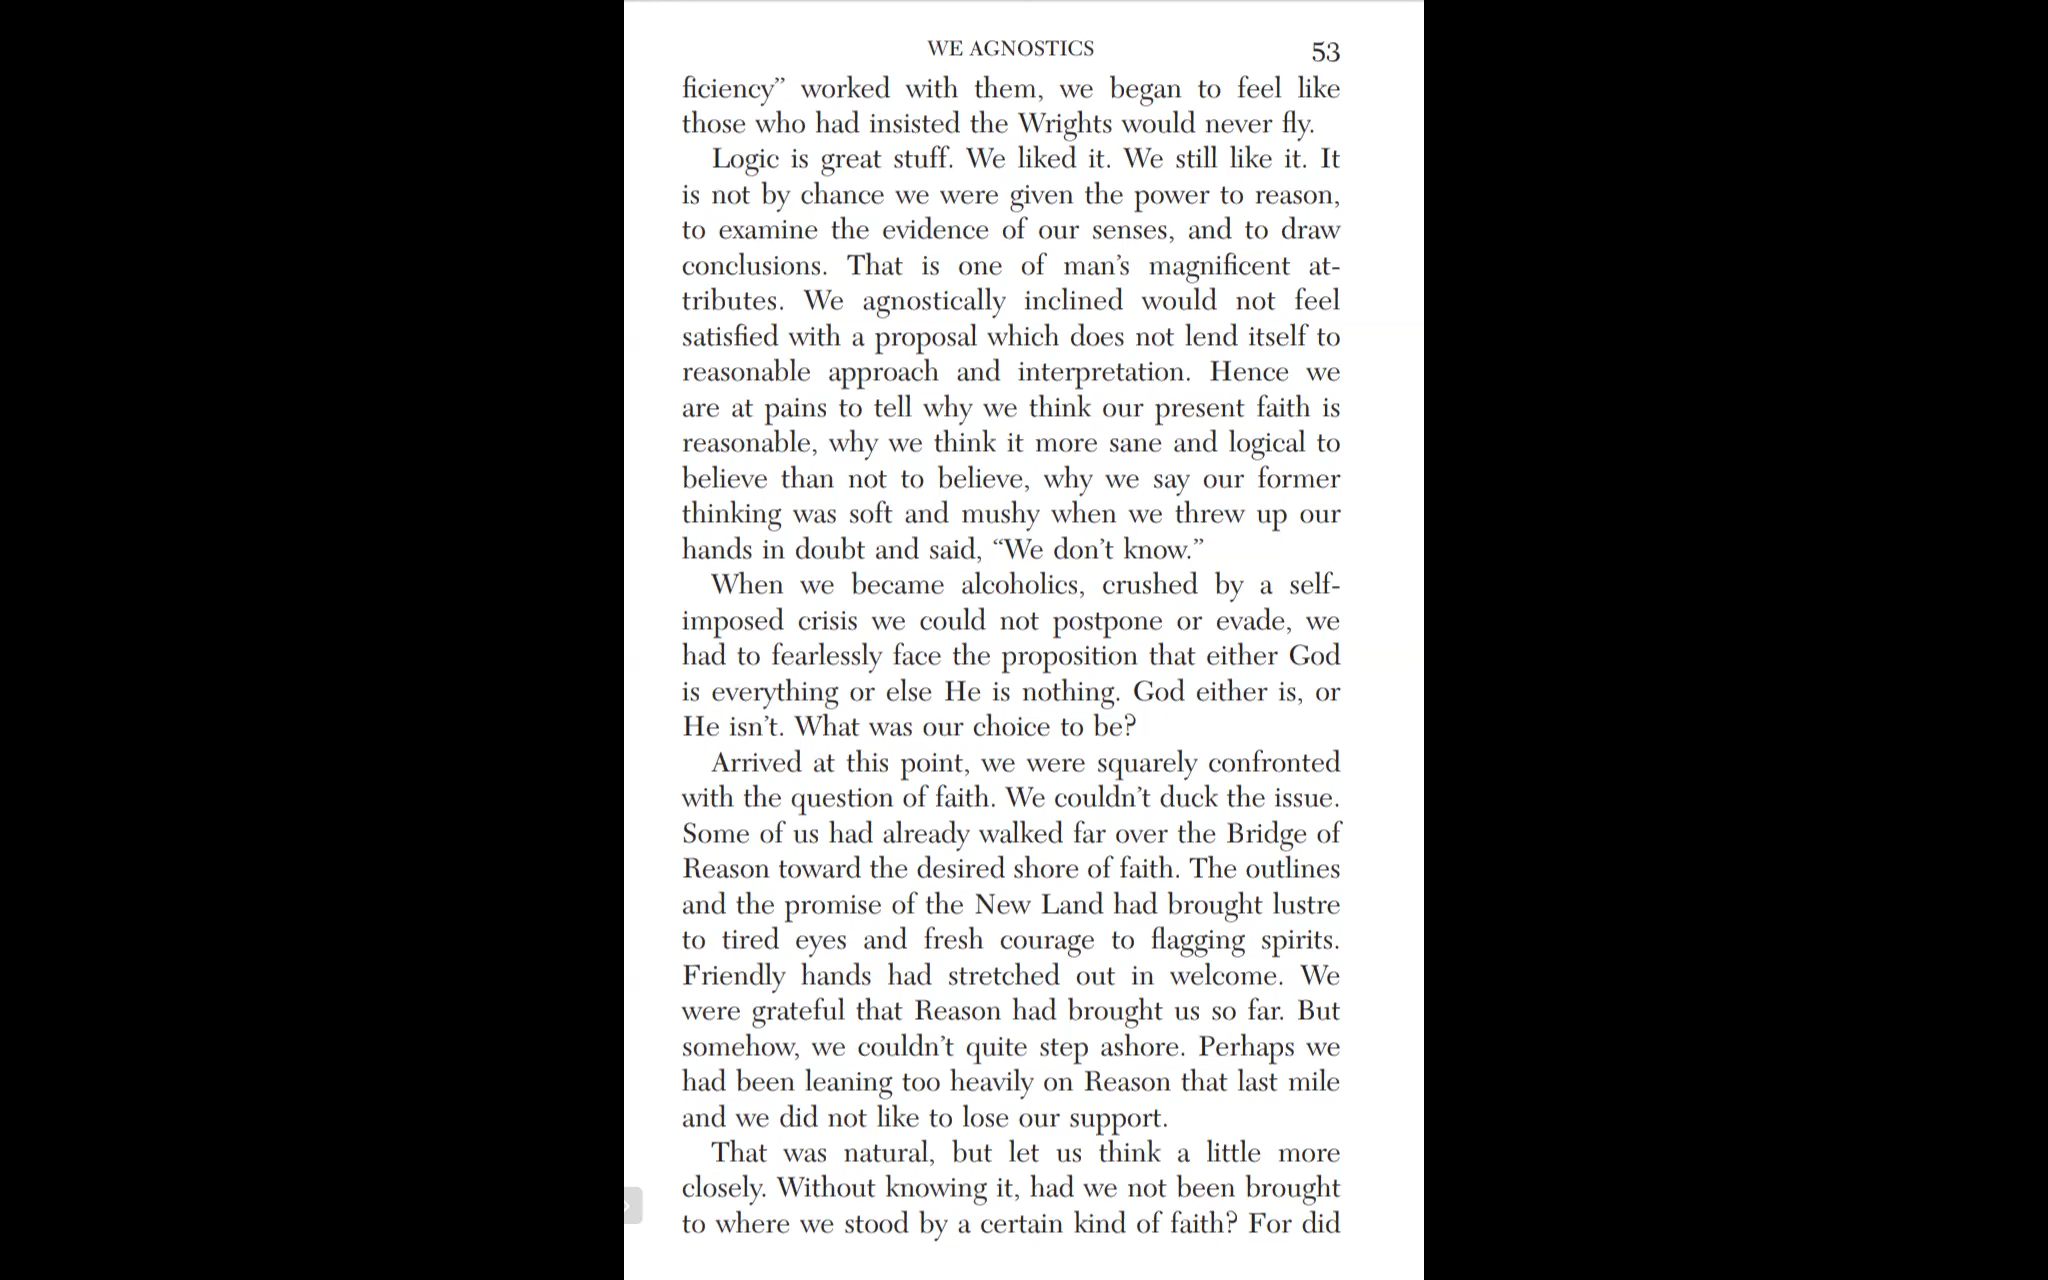 WE AGNOSTICS 53
ficiency” worked with them, we began to feel like
those who had insisted the Wrights would never fly.
Logic is great stuff. We liked it. We still like it. It
is not by chance we were given the power to reason,
to examine the evidence of our senses, and to draw
conclusions. That is one of man’s magnificent at-
tributes. We agnostically inclined would not feel
satisfied with a proposal which does not lend itself to
reasonable approach and interpretation. Hence we
are at pains to tell why we think our present faith is
reasonable, why we think it more sane and logical to
believe than not to believe, why we say our former
thinking was soft and mushy when we threw up our
hands in doubt and said, “We don’t know.”
When we became alcoholics, crushed by a self-
imposed crisis we could not postpone or evade, we
had to fearlessly face the proposition that either God
is everything or else He is nothing. God either is, or
He isn’t. What was our choice to be?
Arrived at this point, we were squarely confronted
with the question of faith. We couldn’t duck the issue.
Some of us had already walked far over the Bridge of
Reason toward the desired shore of faith. The outlines
and the promise of the New Land had brought lustre
to tired eyes and fresh courage to flagging spirits.
Friendly hands had stretched out in welcome. We
were grateful that Reason had brought us so far. But
somehow, we couldn’t quite step ashore. Perhaps we
had been leaning too heavily on Reason that last mile
and we did not like to lose our support.
That was natural, but let us think a little more
closely. Without knowing it, had we not been brought
to where we stood by a certain kind of faith? For did